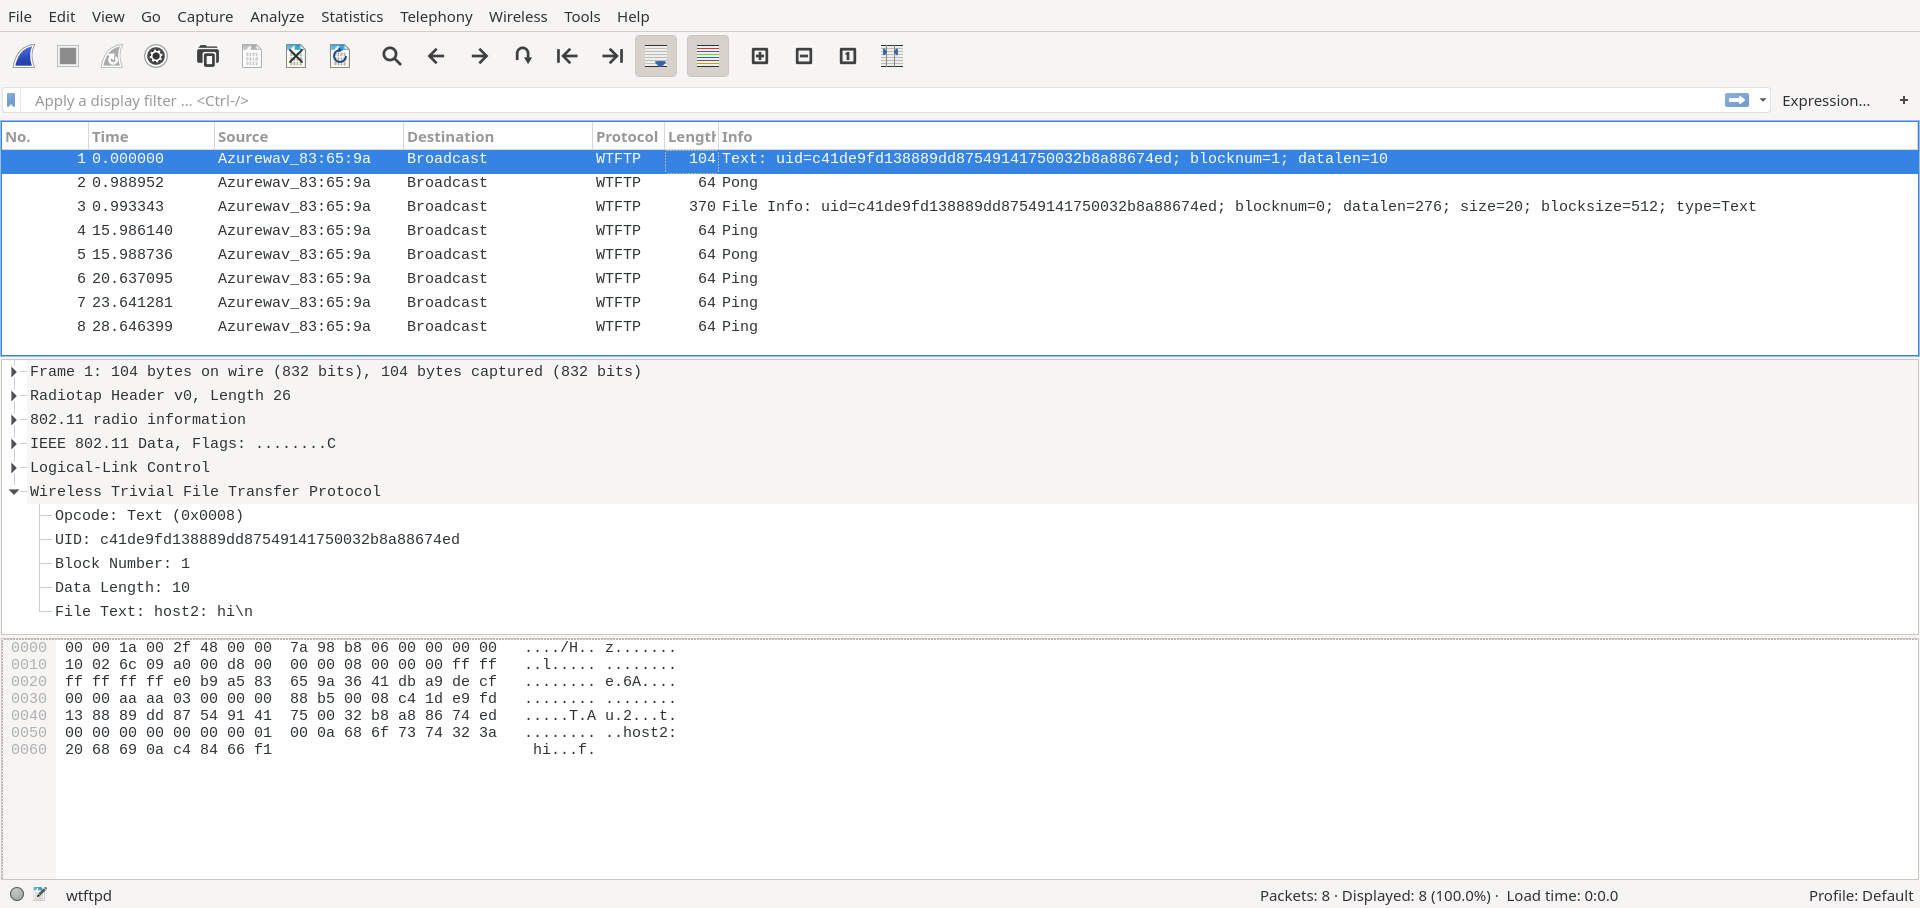 File Edit View Go Capture Analyze Statistics Telephony Wireless Tools Help
Apply a display filter ... <Ctrl-/> Expression... +
No. Time Source Destination Protocol Length Info
1 0.000000 Azurewav_83:65:9a Broadcast WTFTP 104 Text: uid=c41de9fd138889dd87549141750032b8a88674ed; blocknum=1; datalen=10
2 0.988952 Azurewav_83:65:9a Broadcast WTFTP 64 Pong
3 0.993343 Azurewav_83:65:9a Broadcast WTFTP 370 File Info: uid=c41de9fd138889dd87549141750032b8a88674ed; blocknum=0; datalen=276; size=20; blocksize=512; type=Text
4 15.986140 Azurewav_83:65:9a Broadcast WTFTP 64 Ping
5 15.988736 Azurewav_83:65:9a Broadcast WTFTP 64 Pong
6 20.637095 Azurewav_83:65:9a Broadcast WTFTP 64 Ping
7 23.641281 Azurewav_83:65:9a Broadcast WTFTP 64 Ping
8 28.646399 Azurewav_83:65:9a Broadcast WTFTP 64 Ping
Frame 1: 104 bytes on wire (832 bits), 104 bytes captured (832 bits)
Radiotap Header v0, Length 26
802.11 radio information
IEEE 802.11 Data, Flags: ........C
Logical-Link Control
Wireless Trivial File Transfer Protocol
Opcode: Text (0x0008)
UID: c41de9fd138889dd87549141750032b8a88674ed
Block Number: 1
Data Length: 10
File Text: host2: hi\n
0000 00 00 1a 00 2f 48 00 00 7a 98 b8 06 00 00 00 00 ..../H.. z.......
0010 10 02 6c 09 a0 00 d8 00 00 00 08 00 00 00 ff ff ..l..... ........
0020 ff ff ff ff e0 b9 a5 83 65 9a 36 41 db a9 de cf ........ e.6A....
0030 00 00 aa aa 03 00 00 00 88 b5 00 08 c4 1d e9 fd ........ ........
0040 13 88 89 dd 87 54 91 41 75 00 32 b8 a8 86 74 ed .....T.A u.2...t.
0050 00 00 00 00 00 00 00 01 00 0a 68 6f 73 74 32 3a ........ ..host2:
0060 20 68 69 0a c4 84 66 f1 hi...f.
wtftpd Packets: 8 · Displayed: 8 (100.0%) · Load time: 0:0.0 Profile: Default